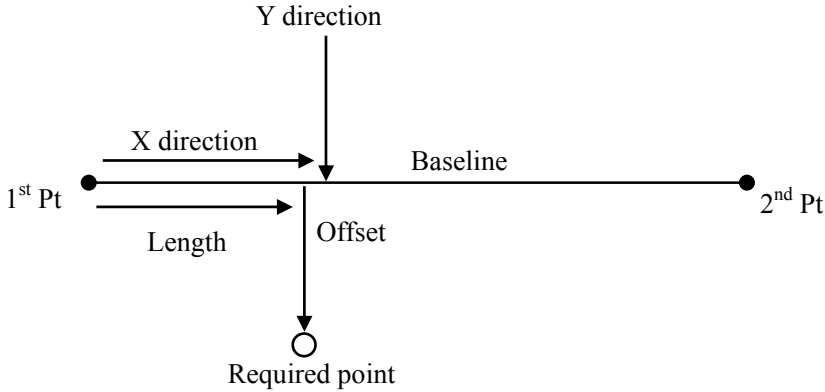 Y direction
X direction
Baseline
1st Pt
2nd Pt
Length
Offset
Required point